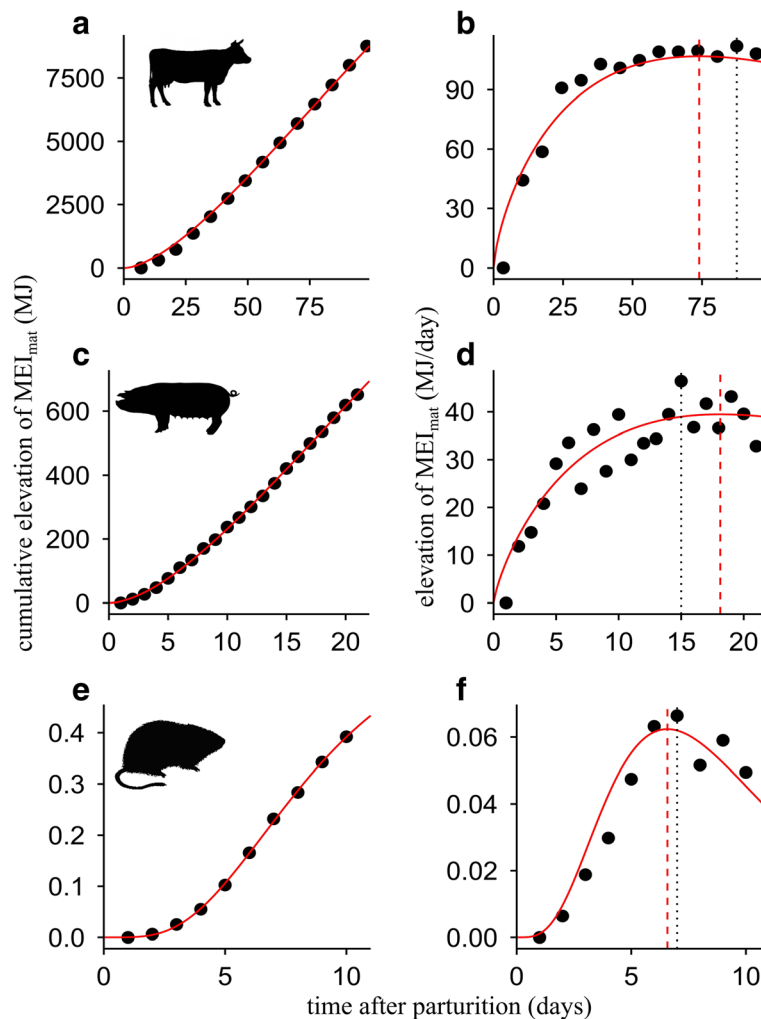 a
7500
5000
2500
0
0 25 50 75
b
90
60
30
0
0 25 50 75
c
600
400
200
0
0 5 10 15 20
d
40
30
20
10
0
0 5 10 15 20
e
0.4
0.3
0.2
0.1
0.0
0 5 10
f
0.06
0.04
0.02
0.00
0 5 10
cumulative elevation of MEI_mat (MJ)
elevation of MEI_mat (MJ/day)
time after parturition (days)